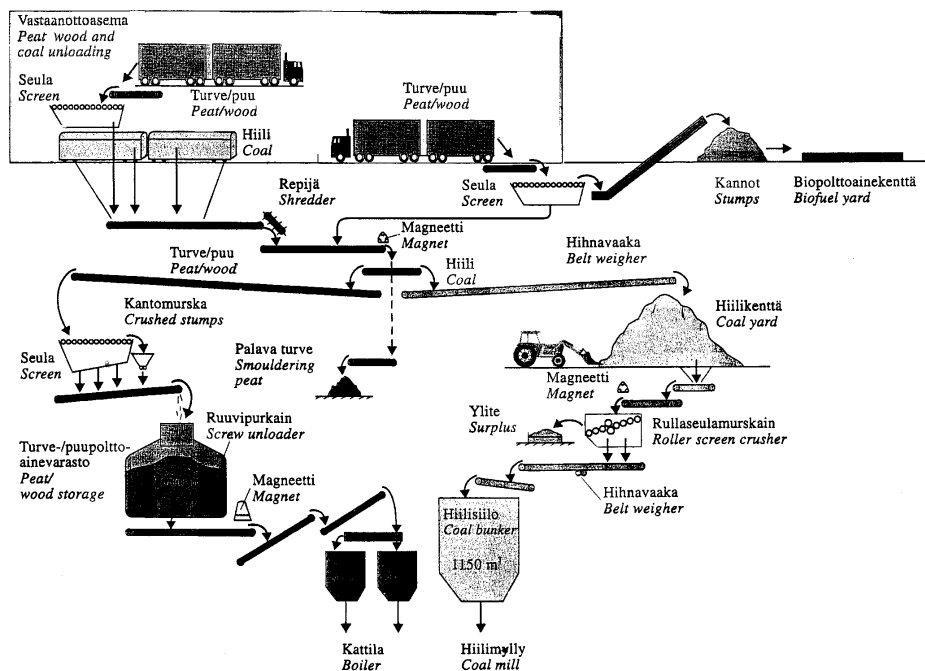 Vastaanottoasema
Peat wood and
coal unloading
Seula
Screen
Turve/puu
Peat/wood
Turve/puu
Peat/wood
Hiili
Coal
Seula
Screen
Kannot
Stumps
Biopolttoainekenttä
Biofuel yard
Repijä
Shredder
Magneetti
Magnet
Turve/puu
Peat/wood
Hiili
Coal
Hihnavaaka
Belt weigher
Kantomurska
Crushed stumps
Hiilikenttä
Coal yard
Seula
Screen
Palava turve
Smouldering
peat
Magneetti
Magnet
Ylite
Surplus
Rullaseulamurskain
Roller screen crusher
Ruuvipurkain
Screw unloader
Turve-/puupoltto-
ainevarasto
Peat/
wood storage
Magneetti
Magnet
Hihnavaaka
Belt weigher
Hiilisiilo
Coal bunker
1150 m³
Kattila
Boiler
Hiilimylly
Coal mill